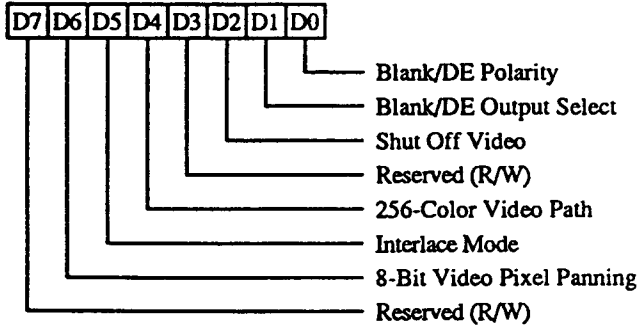 D7 D6 D5 D4 D3 D2 D1 D0
Blank/DE Polarity
Blank/DE Output Select
Shut Off Video
Reserved (R/W)
256-Color Video Path
Interlace Mode
8-Bit Video Pixel Panning
Reserved (R/W)